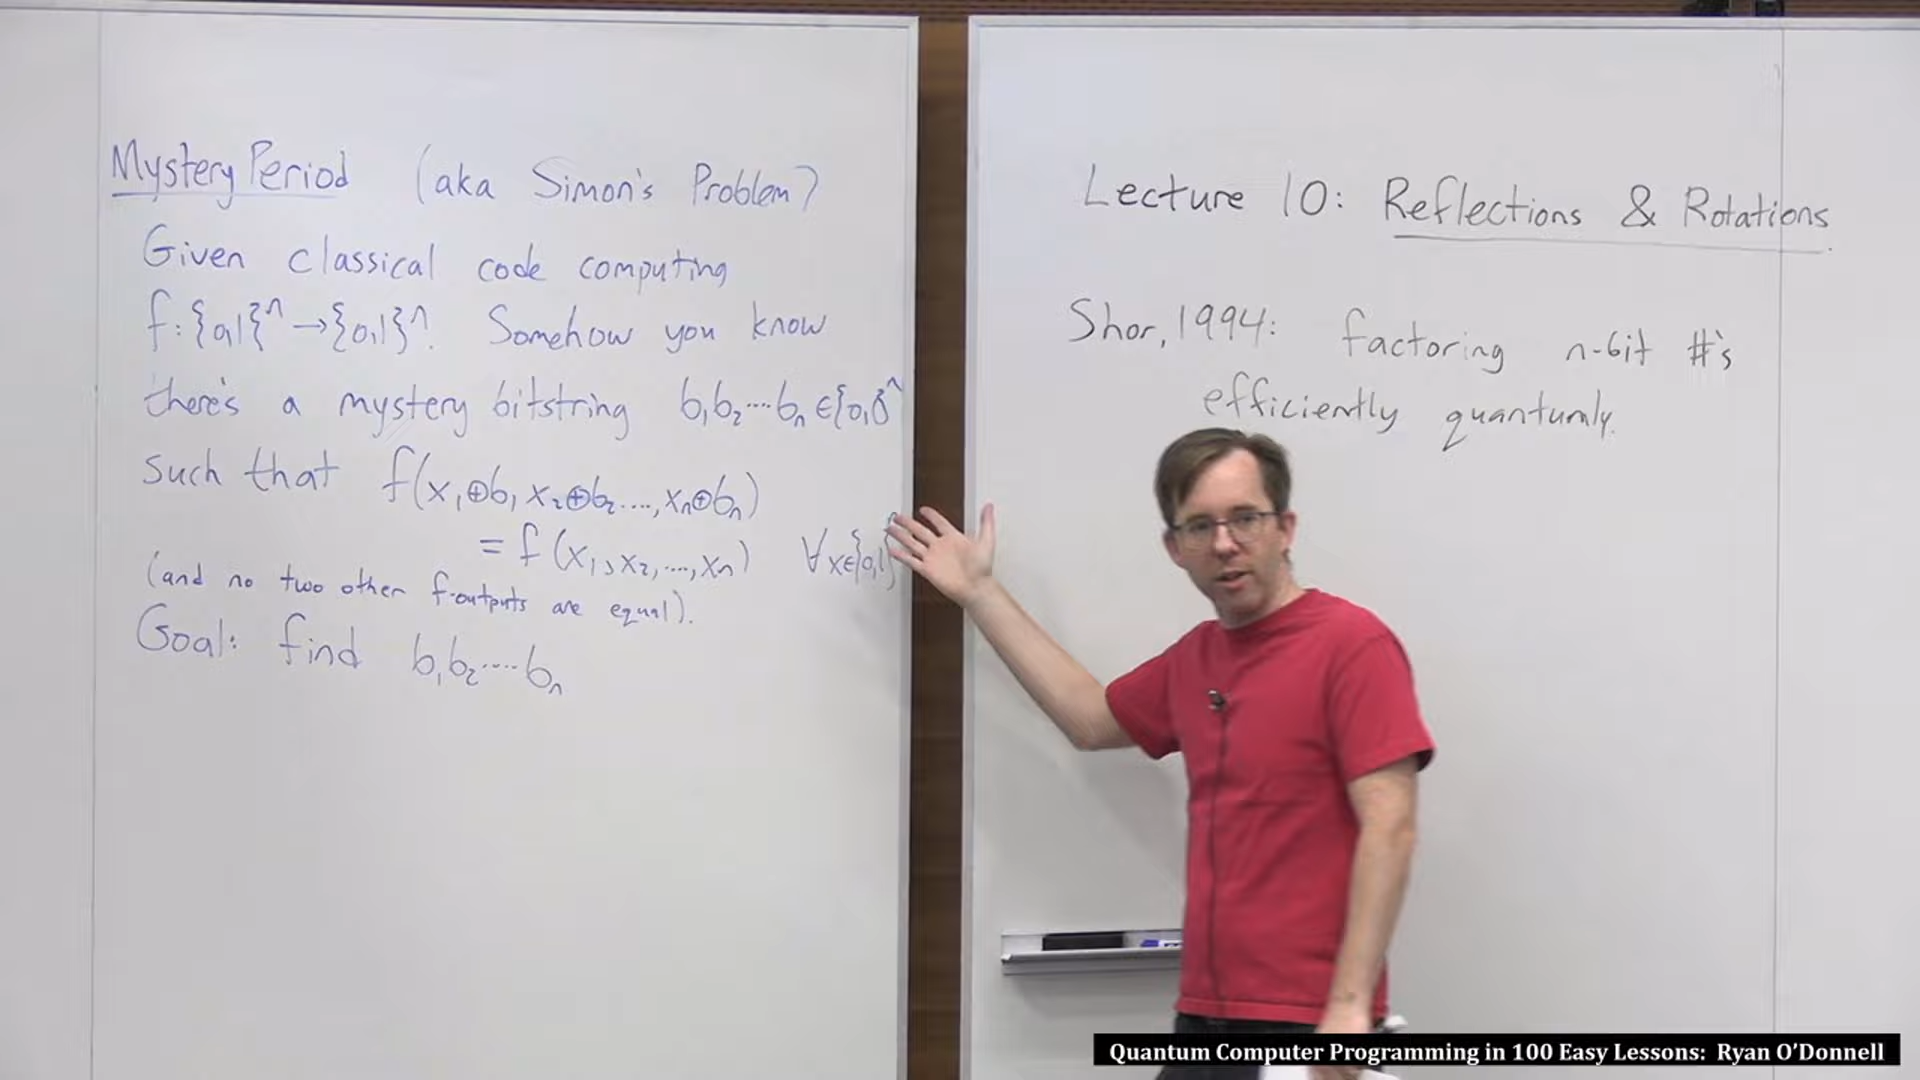 Mystery Period (aka Simon's Problem)
Given classical code computing
f: {0,1}ⁿ → {0,1}ⁿ. Somehow you know
there's a mystery bitstring b₁b₂....bₙ ∈ {0,1}ⁿ
such that f(x₁⊕b₁ x₂⊕b₂...., xₙ⊕bₙ)
= f(x₁, x₂, ...., xₙ) ∀x∈{0,1}ⁿ
(and no two other f-outputs are equal).
Goal: find b₁b₂.....bₙ
Lecture 10: Reflections & Rotations
Shor, 1994: factoring n-bit #'s
efficiently quantumly.
Quantum Computer Programming in 100 Easy Lessons: Ryan O'Donnell